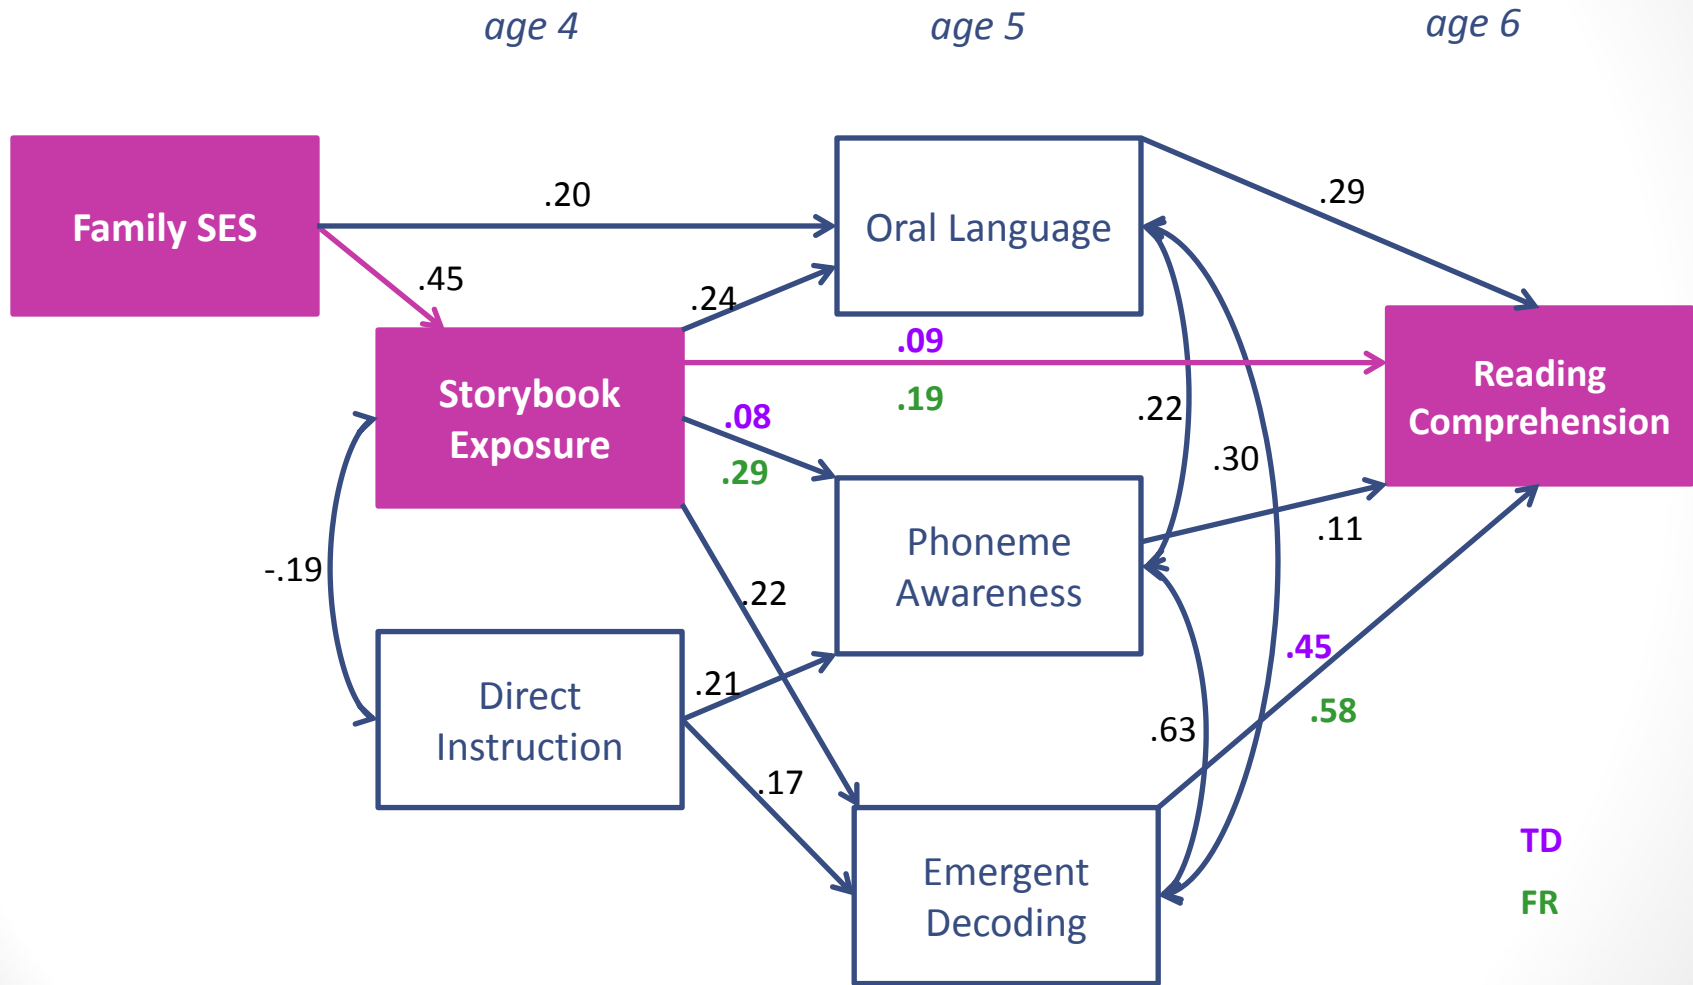 age 4
age 5
age 6
Family SES
.20
Oral Language
.29
.45
.24
.09
.19
Storybook
Exposure
.08
.29
.22
.30
Reading
Comprehension
-.19
Phoneme
Awareness
.11
.22
.45
.58
Direct
Instruction
.21
.17
.63
Emergent
Decoding
TD
FR